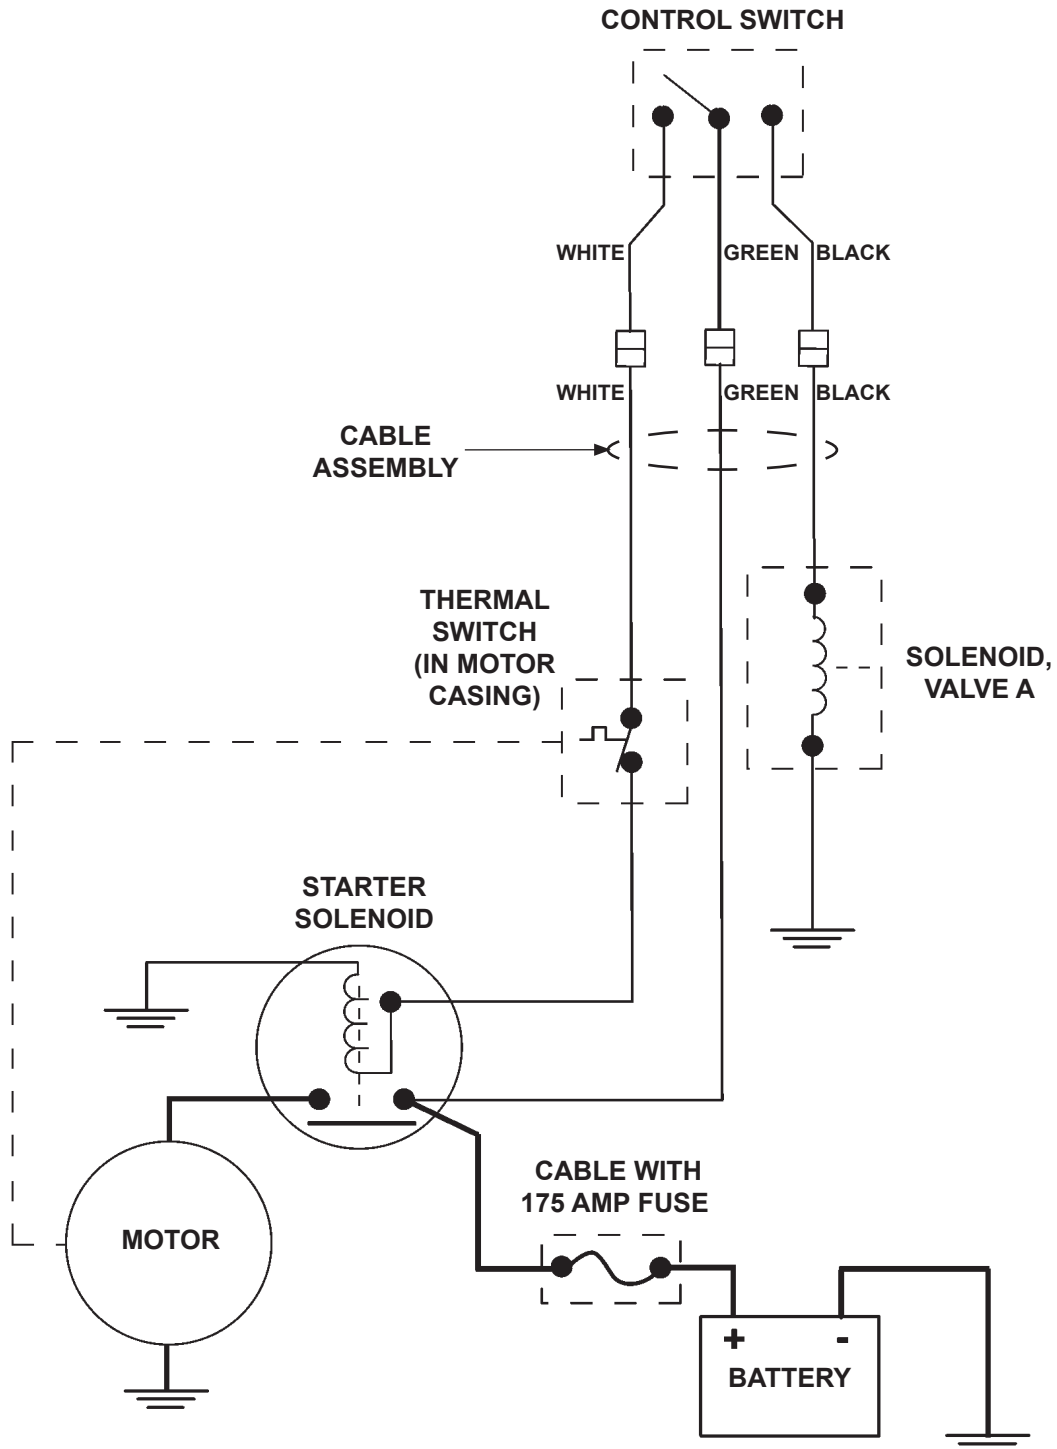 CONTROL SWITCH
WHITE
GREEN
BLACK
WHITE
GREEN
BLACK
CABLE
ASSEMBLY
THERMAL
SWITCH
(IN MOTOR
CASING)
SOLENOID,
VALVE A
STARTER
SOLENOID
CABLE WITH
175 AMP FUSE
MOTOR
+ -
BATTERY